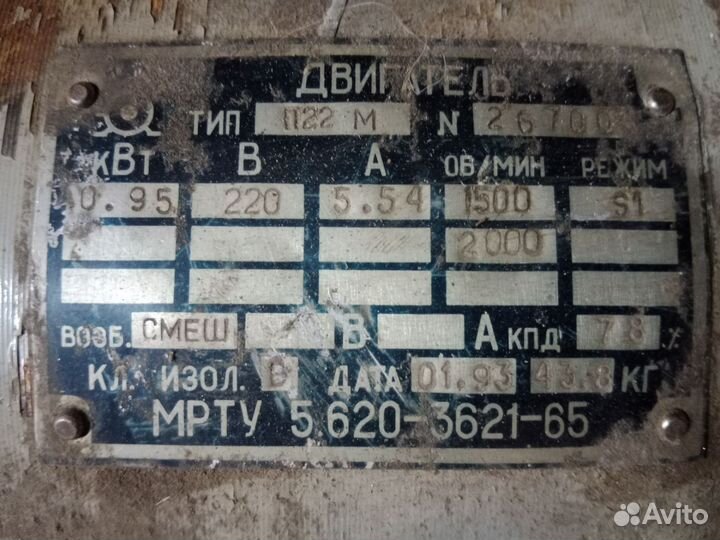 ДВИГАТЕЛЬ
ТИП П22 М N 26700
кВт В А ОБ/МИН РЕЖИМ
0.95 220 5.54 1500 S1
2000
ВОЗБ. СМЕШ В А КПД 78 %
КЛ. ИЗОЛ. В ДАТА 01.93 43.8 КГ
МРТУ 5 620-3621-65
Avito